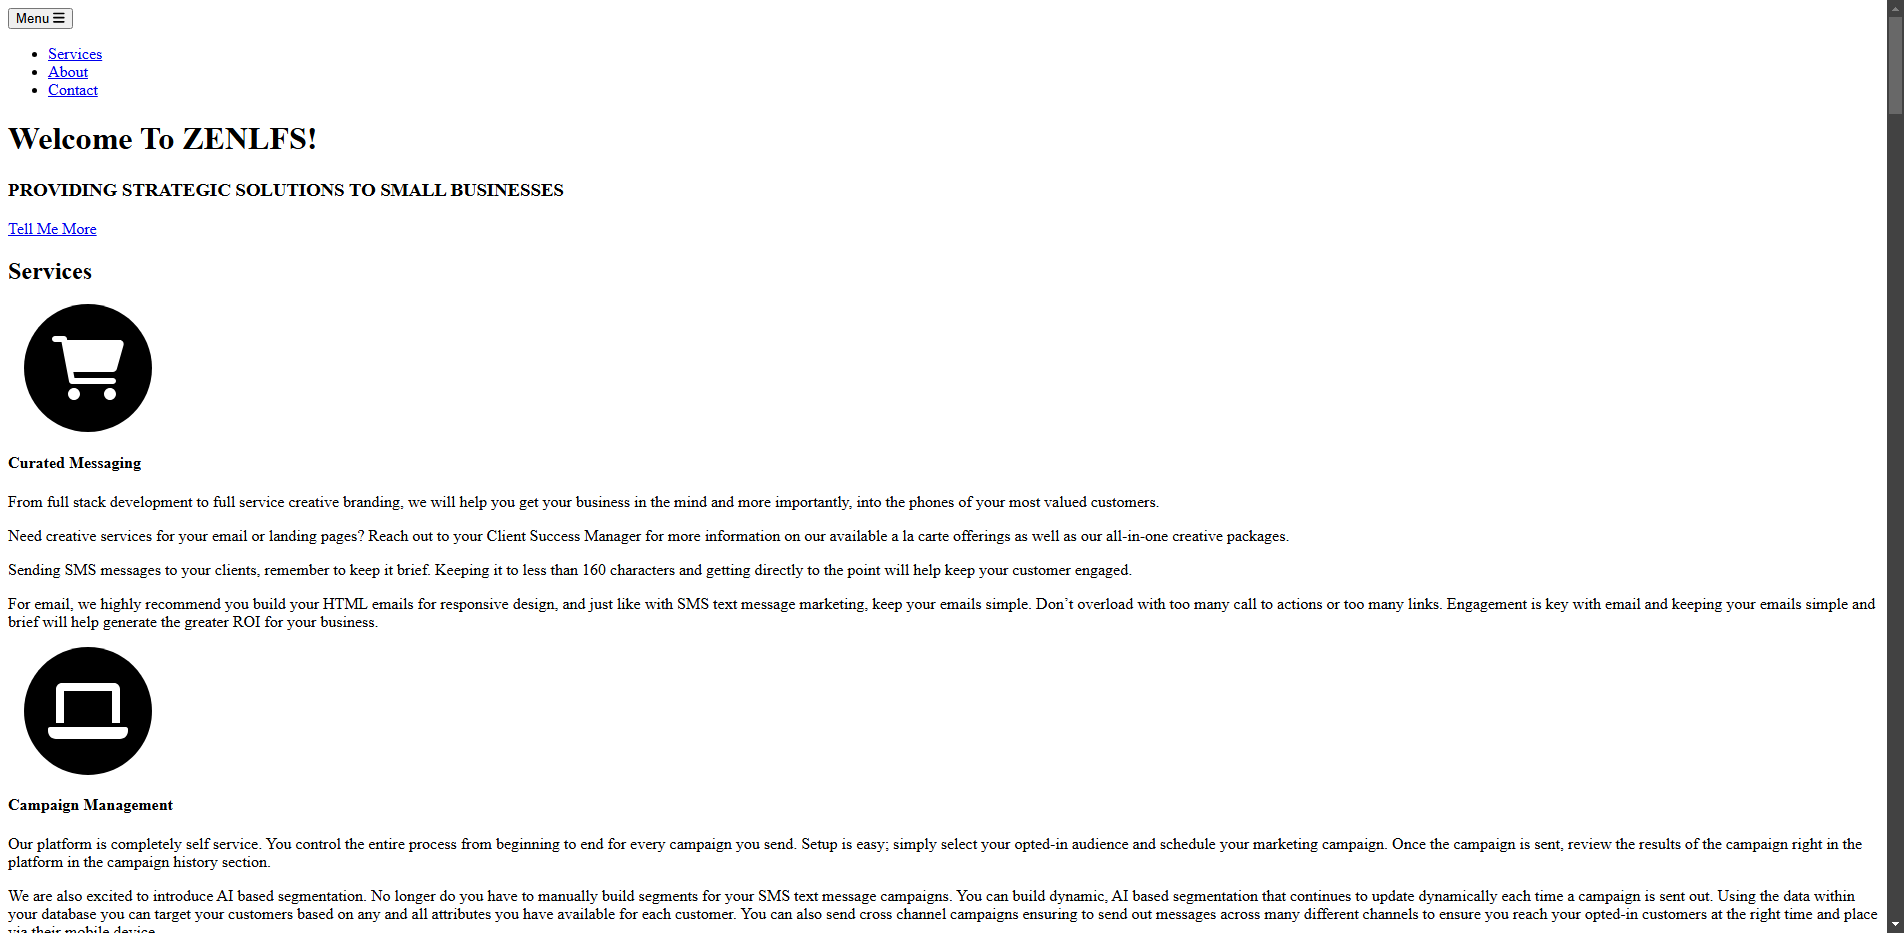 Menu
Services
About
Contact
Welcome To ZENLFS!
PROVIDING STRATEGIC SOLUTIONS TO SMALL BUSINESSES
Tell Me More
Services
Curated Messaging
From full stack development to full service creative branding, we will help you get your business in the mind and more importantly, into the phones of your most valued customers.
Need creative services for your email or landing pages? Reach out to your Client Success Manager for more information on our available a la carte offerings as well as our all-in-one creative packages.
Sending SMS messages to your clients, remember to keep it brief. Keeping it to less than 160 characters and getting directly to the point will help keep your customer engaged.
For email, we highly recommend you build your HTML emails for responsive design, and just like with SMS text message marketing, keep your emails simple. Don’t overload with too many call to actions or too many links. Engagement is key with email and keeping your emails simple and
brief will help generate the greater ROI for your business.
Campaign Management
Our platform is completely self service. You control the entire process from beginning to end for every campaign you send. Setup is easy; simply select your opted-in audience and schedule your marketing campaign. Once the campaign is sent, review the results of the campaign right in the
platform in the campaign history section.
We are also excited to introduce AI based segmentation. No longer do you have to manually build segments for your SMS text message campaigns. You can build dynamic, AI based segmentation that continues to update dynamically each time a campaign is sent out. Using the data within
your database you can target your customers based on any and all attributes you have available for each customer. You can also send cross channel campaigns ensuring to send out messages across many different channels to ensure you reach your opted-in customers at the right time and place
via their mobile device.